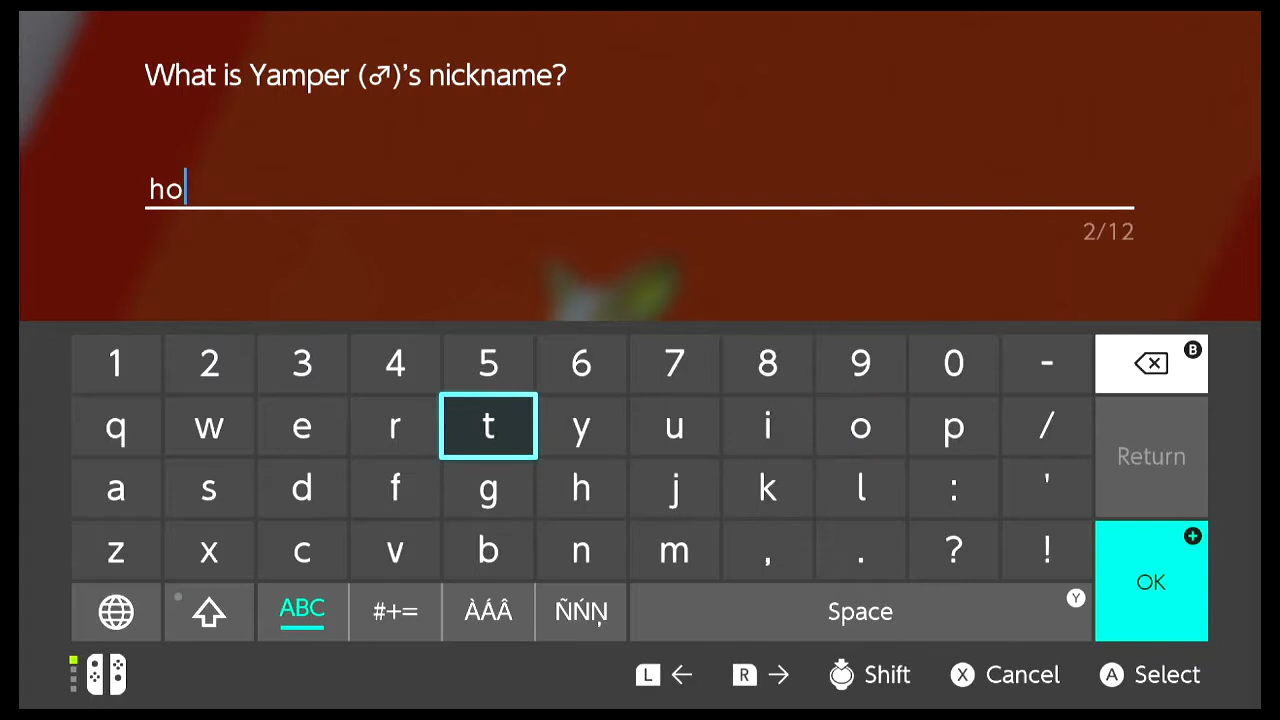 What is Yamper (♂)'s nickname?
ho
2/12
1 2 3 4 5 6 7 8 9 0 - B
q w e r t y u i o p /
Return
a s d f g h j k l : '
z x c v b n m , . ? ! +
OK
ABC #+= ÀÁÂ ÑŃŅ Space Y
L ← R → Shift X Cancel A Select